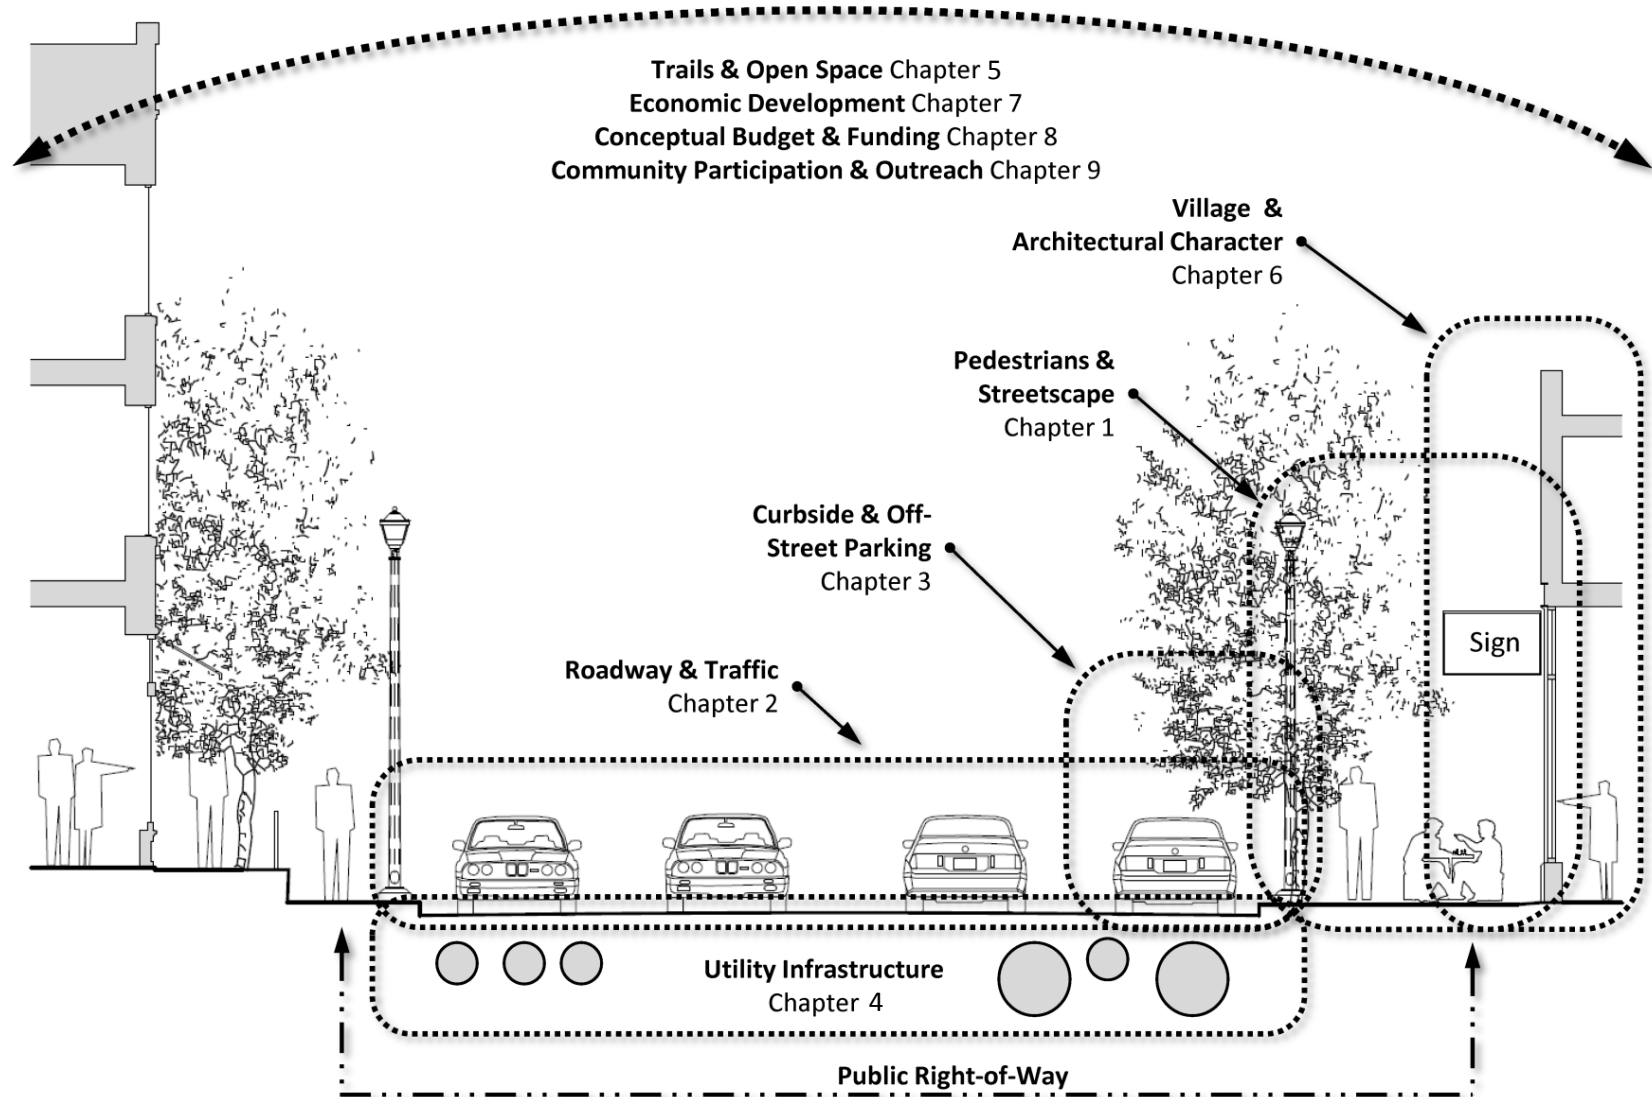 Trails & Open Space Chapter 5
Economic Development Chapter 7
Conceptual Budget & Funding Chapter 8
Community Participation & Outreach Chapter 9
Village &
Architectural Character
Chapter 6
Pedestrians &
Streetscape
Chapter 1
Curbside & Off-
Street Parking
Chapter 3
Sign
Roadway & Traffic
Chapter 2
Utility Infrastructure
Chapter 4
Public Right-of-Way